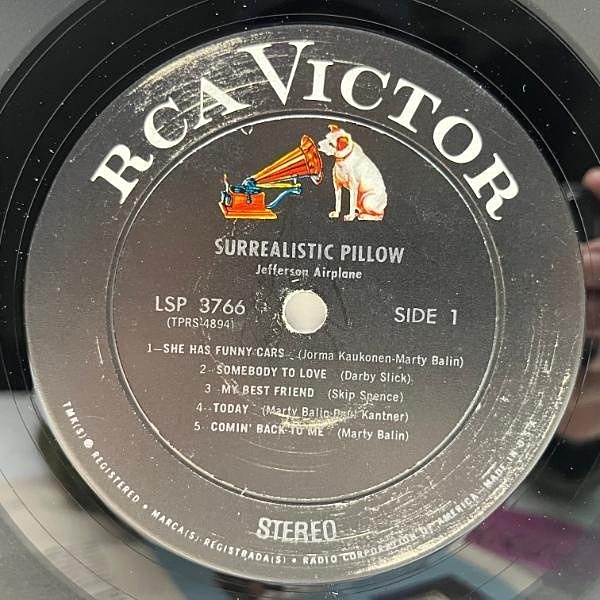 RCA VICTOR
SURREALISTIC PILLOW
Jefferson Airplane
LSP 3766
(TPRS-4894)
SIDE 1
1—SHE HAS FUNNY CARS (Jorma Kaukonen-Marty Balin)
2 SOMEBODY TO LOVE (Darby Slick)
3 MY BEST FRIEND (Skip Spence)
4 TODAY (Marty Balin-Paul Kantner)
5 COMIN' BACK TO ME (Marty Balin)
STEREO
TMK(S) ® REGISTERED • MARCA(S) REGISTRADA(S) • RADIO CORPORATION OF AMERICA, MADE IN U.S.A.